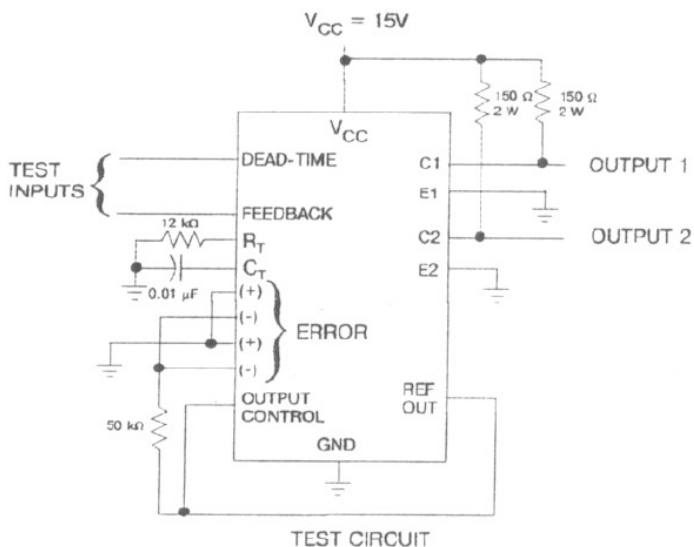 V_CC = 15V
150 Ω
2 W
150 Ω
2 W
V_CC
TEST
INPUTS
DEAD-TIME
FEEDBACK
12 kΩ
R_T
C_T
0.01 μF
(+)
(-)
(+)
(-)
ERROR
OUTPUT
CONTROL
50 kΩ
GND
C1
E1
C2
E2
REF
OUT
OUTPUT 1
OUTPUT 2
TEST CIRCUIT